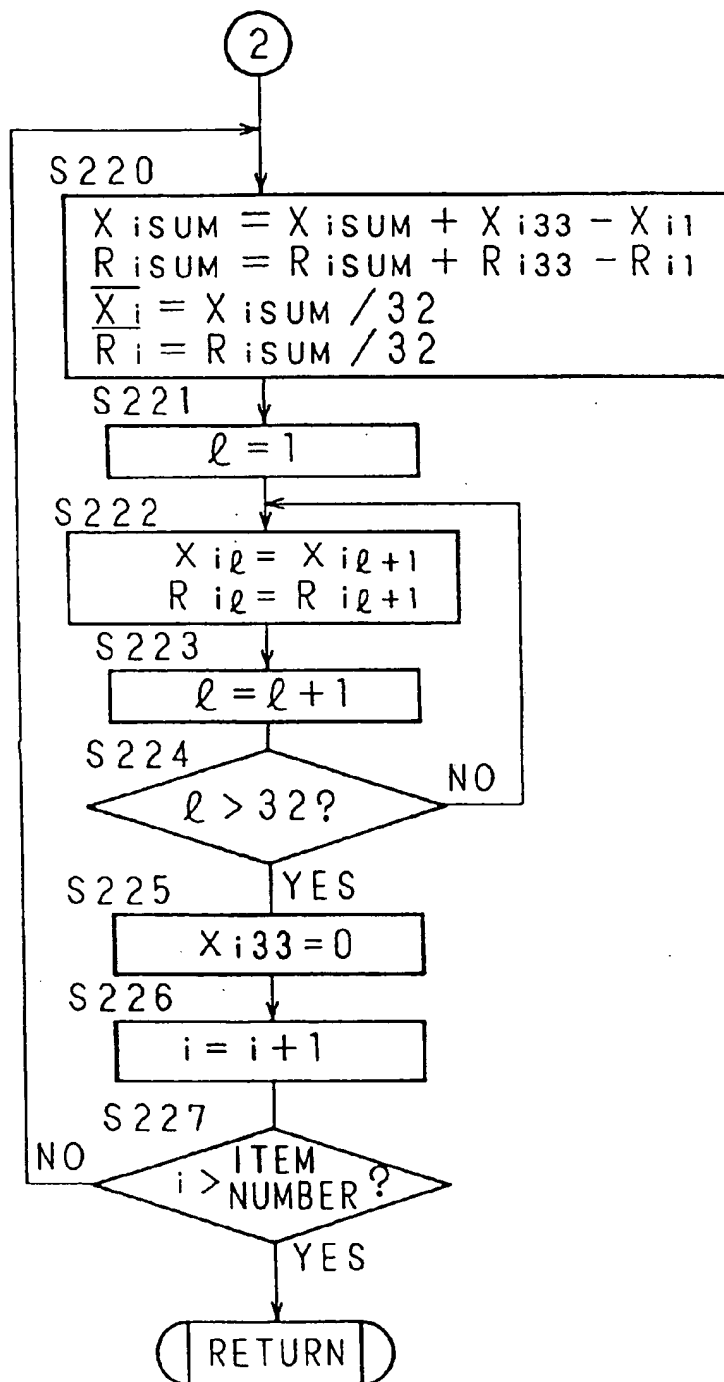 2
S220
X iSUM = X iSUM + X i33 - X i1
R iSUM = R iSUM + R i33 - R i1
X̅ i̅ = X iSUM / 32
R̅ i = R iSUM / 32
S221
ℓ = 1
S222
X iℓ = X iℓ+1
R iℓ = R iℓ+1
S223
ℓ = ℓ + 1
S224
ℓ > 32?
NO
YES
S225
X i33 = 0
S226
i = i + 1
S227
NO
i > ITEM NUMBER ?
YES
RETURN